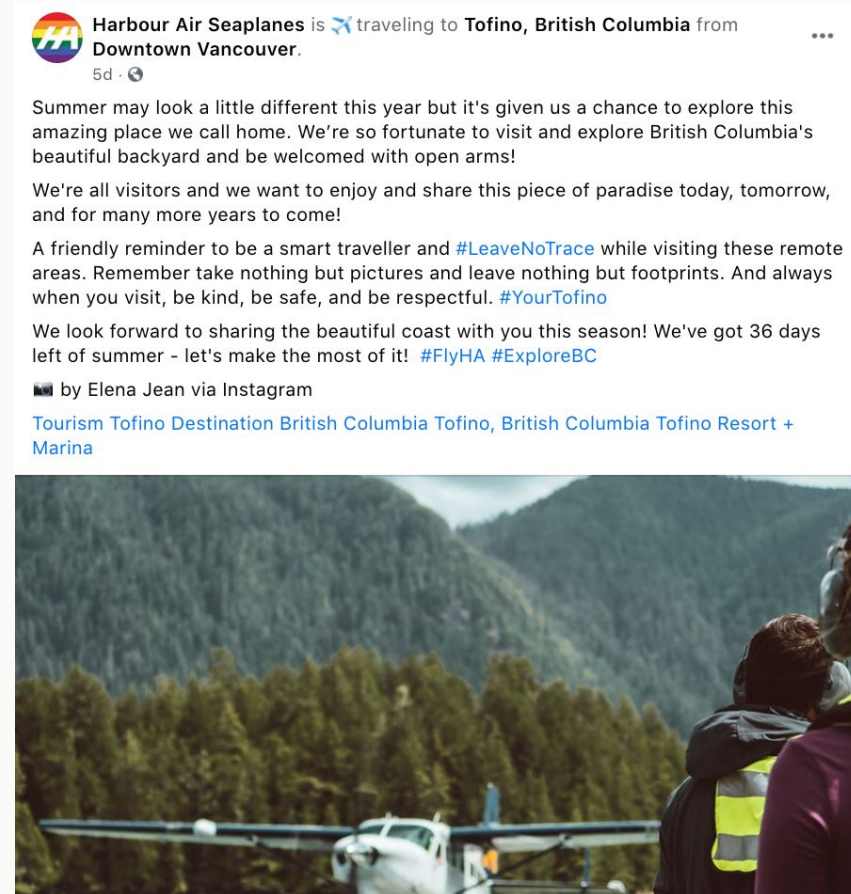 Harbour Air Seaplanes is ✈️ traveling to Tofino, British Columbia from
Downtown Vancouver.
5d ·
Summer may look a little different this year but it's given us a chance to explore this
amazing place we call home. We’re so fortunate to visit and explore British Columbia's
beautiful backyard and be welcomed with open arms!
We're all visitors and we want to enjoy and share this piece of paradise today, tomorrow,
and for many more years to come!
A friendly reminder to be a smart traveller and #LeaveNoTrace while visiting these remote
areas. Remember take nothing but pictures and leave nothing but footprints. And always
when you visit, be kind, be safe, and be respectful. #YourTofino
We look forward to sharing the beautiful coast with you this season! We've got 36 days
left of summer - let's make the most of it! #FlyHA #ExploreBC
📷 by Elena Jean via Instagram
Tourism Tofino Destination British Columbia Tofino, British Columbia Tofino Resort +
Marina